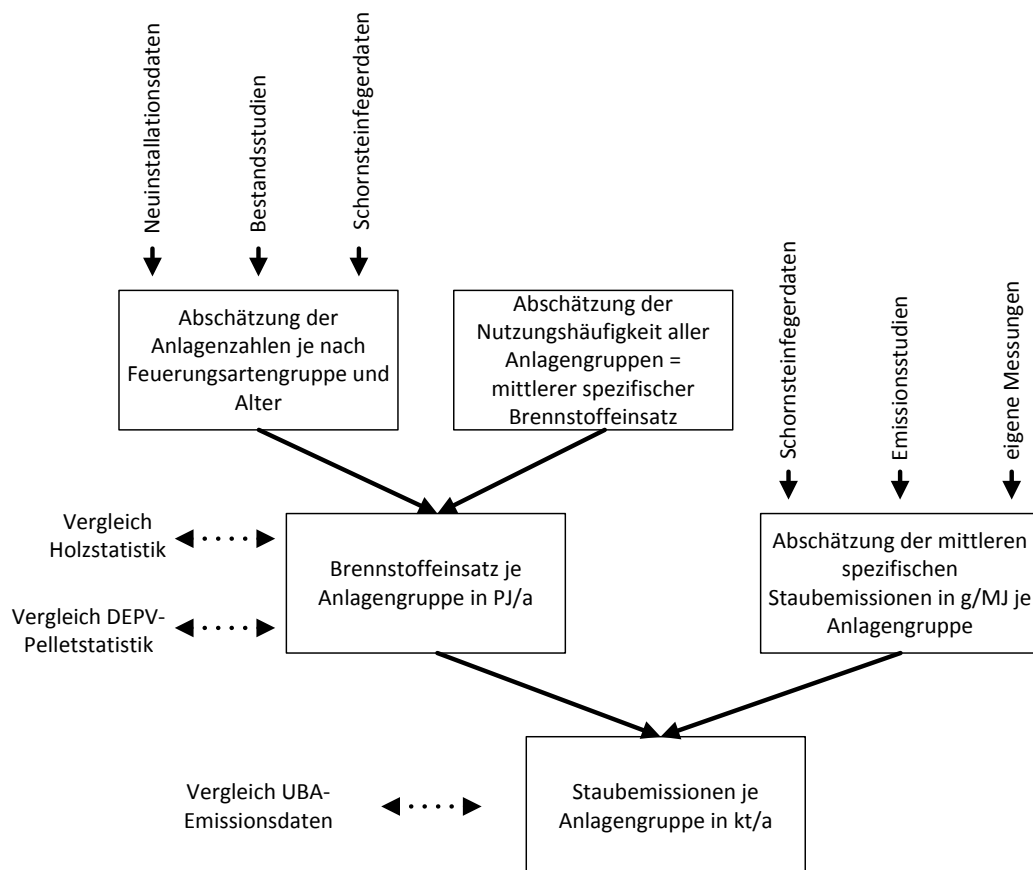 Neuinstallationsdaten
Bestandsstudien
Schornsteinfegerdaten
Abschätzung der
Anlagenzahlen je nach
Feuerungsartengruppe und
Alter
Abschätzung der
Nutzungshäufigkeit aller
Anlagengruppen =
mittlerer spezifischer
Brennstoffeinsatz
Schornsteinfegerdaten
Emissionsstudien
eigene Messungen
Vergleich
Holzstatistik
Vergleich DEPV-
Pelletstatistik
Brennstoffeinsatz je
Anlagengruppe in PJ/a
Abschätzung der mittleren
spezifischen
Staubemissionen in g/MJ je
Anlagengruppe
Vergleich UBA-
Emissionsdaten
Staubemissionen je
Anlagengruppe in kt/a